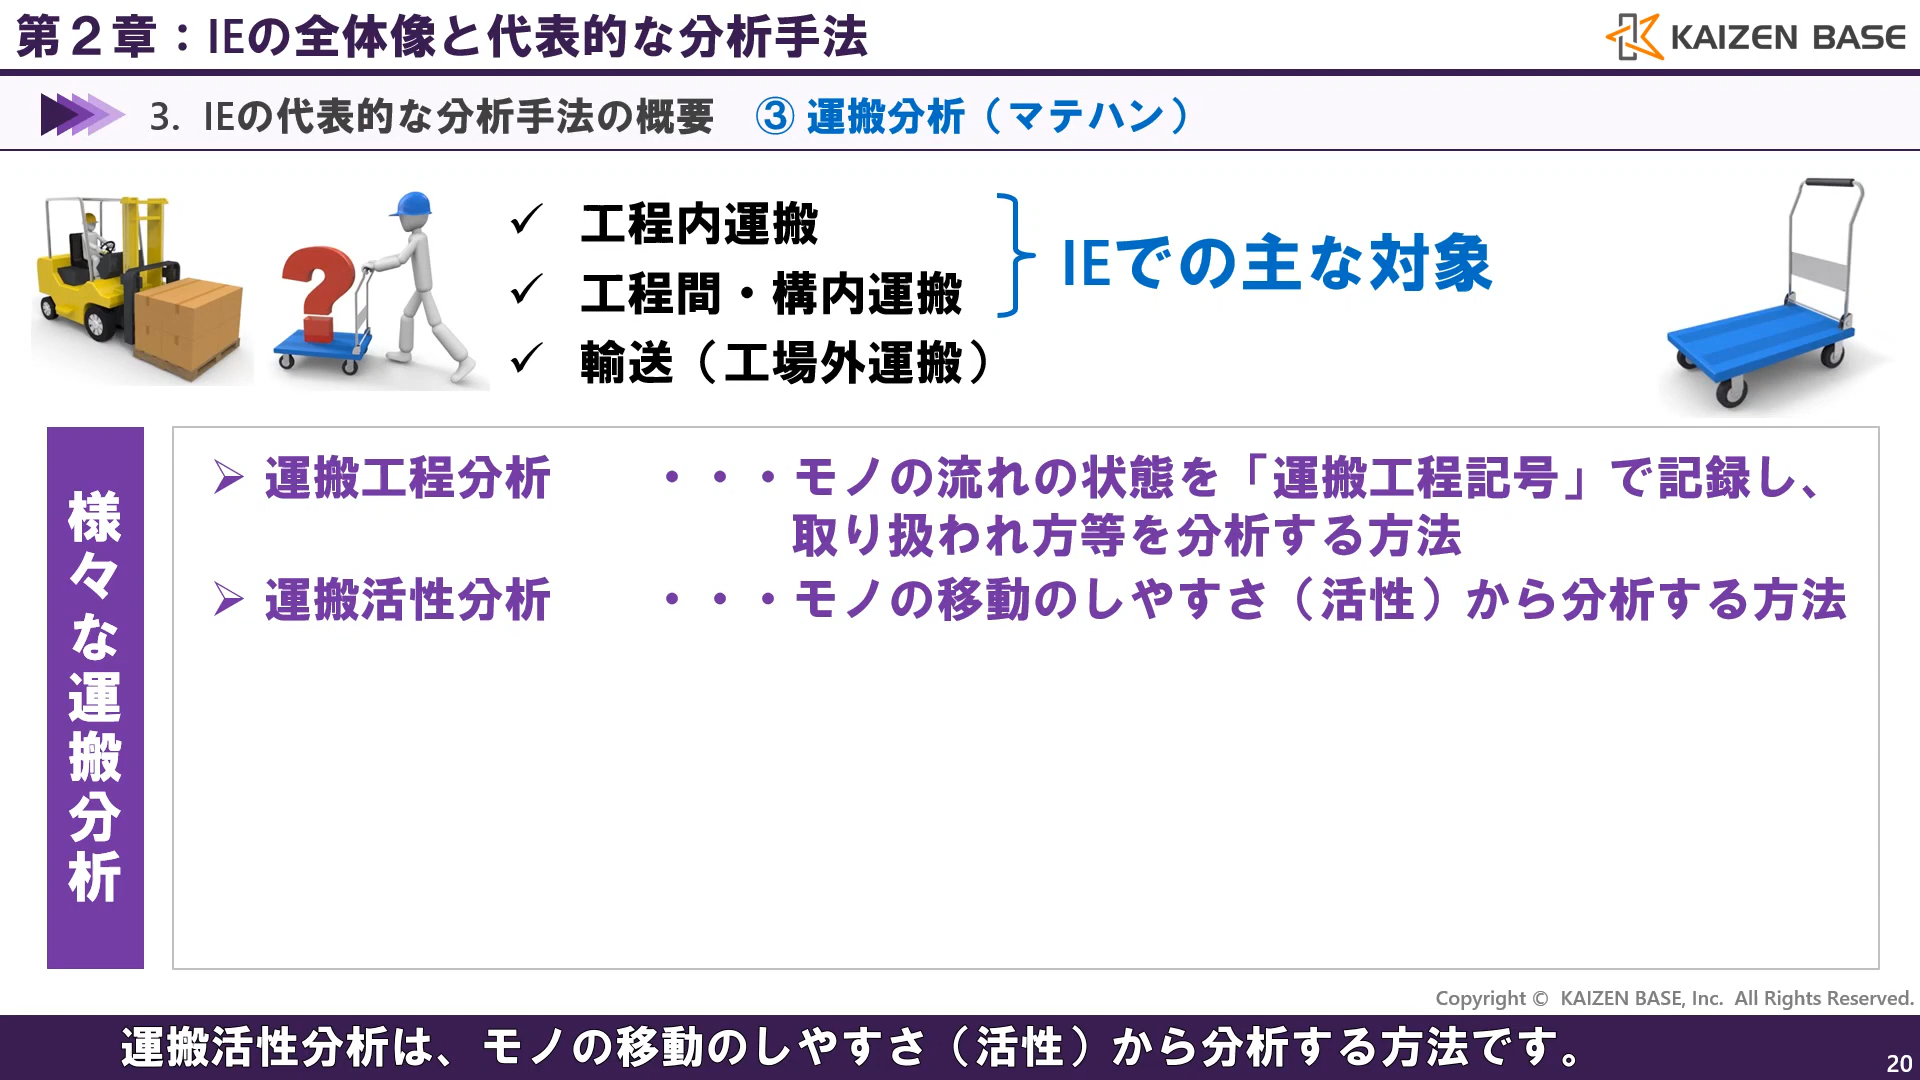 第２章：IEの全体像と代表的な分析手法
KAIZEN BASE
3. IEの代表的な分析手法の概要 ③ 運搬分析（マテハン）
✓ 工程内運搬
✓ 工程間・構内運搬
✓ 輸送（工場外運搬）
IEでの主な対象
?
様々な運搬分析
➢ 運搬工程分析 ・・・モノの流れの状態を「運搬工程記号」で記録し、
取り扱われ方等を分析する方法
➢ 運搬活性分析 ・・・モノの移動のしやすさ（活性）から分析する方法
Copyright © KAIZEN BASE, Inc. All Rights Reserved.
運搬活性分析は、モノの移動のしやすさ（活性）から分析する方法です。
20